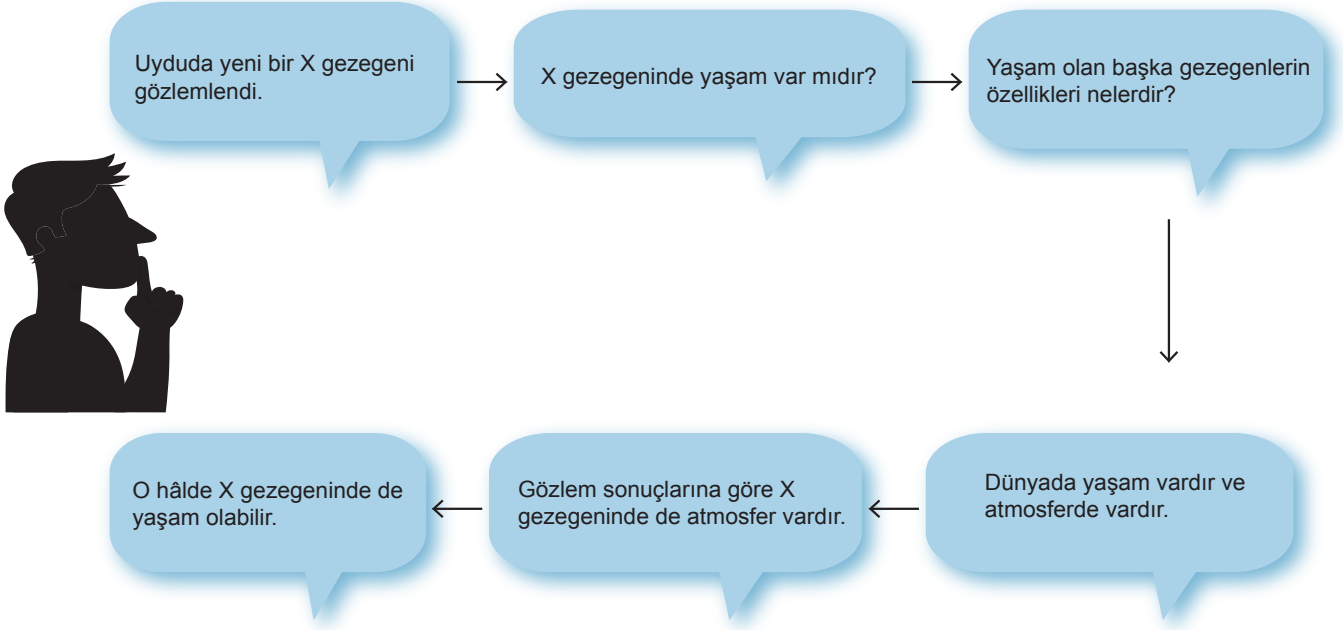 Uyduda yeni bir X gezegeni
gözlemlendi.
X gezegeninde yaşam var mıdır?
Yaşam olan başka gezegenlerin
özellikleri nelerdir?
Dünyada yaşam vardır ve
atmosferde vardır.
Gözlem sonuçlarına göre X
gezegeninde de atmosfer vardır.
O hâlde X gezegeninde de
yaşam olabilir.